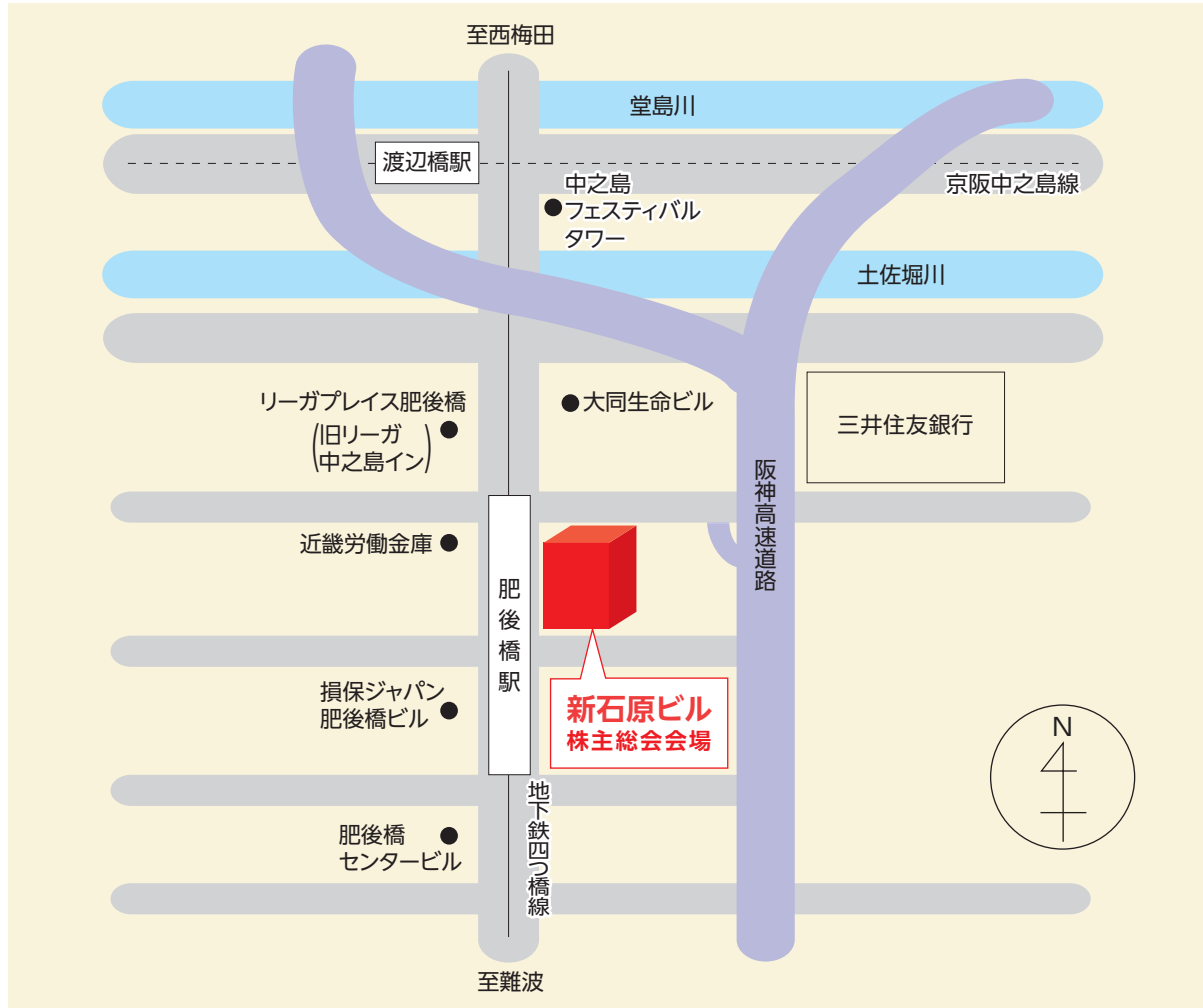 至西梅田
堂島川
渡辺橋駅
京阪中之島線
中之島
フェスティバル
タワー
土佐堀川
リーガプレイス肥後橋
(旧リーガ
中之島イン)
大同生命ビル
三井住友銀行
阪神高速道路
近畿労働金庫
肥後橋駅
損保ジャパン
肥後橋ビル
新石原ビル
株主総会会場
N
地下鉄四つ橋線
肥後橋
センタービル
至難波